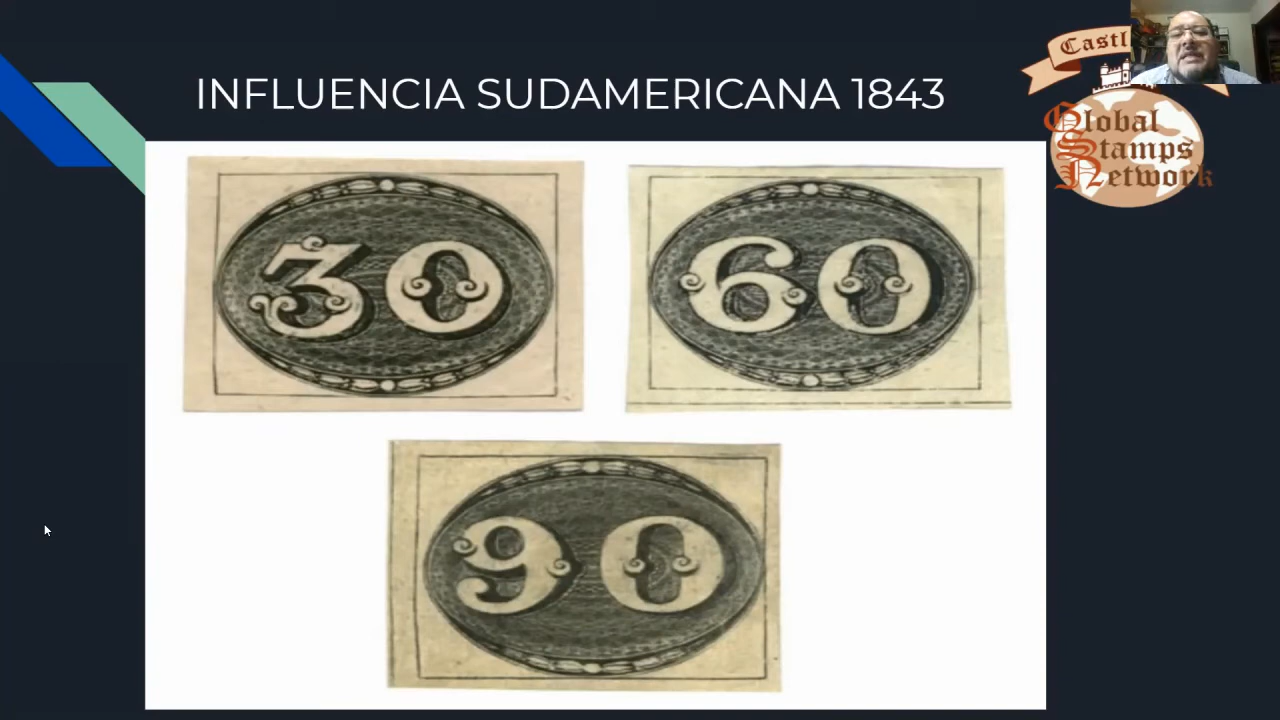 INFLUENCIA SUDAMERICANA 1843
Castl
Global
Stamps
Network
30
60
90